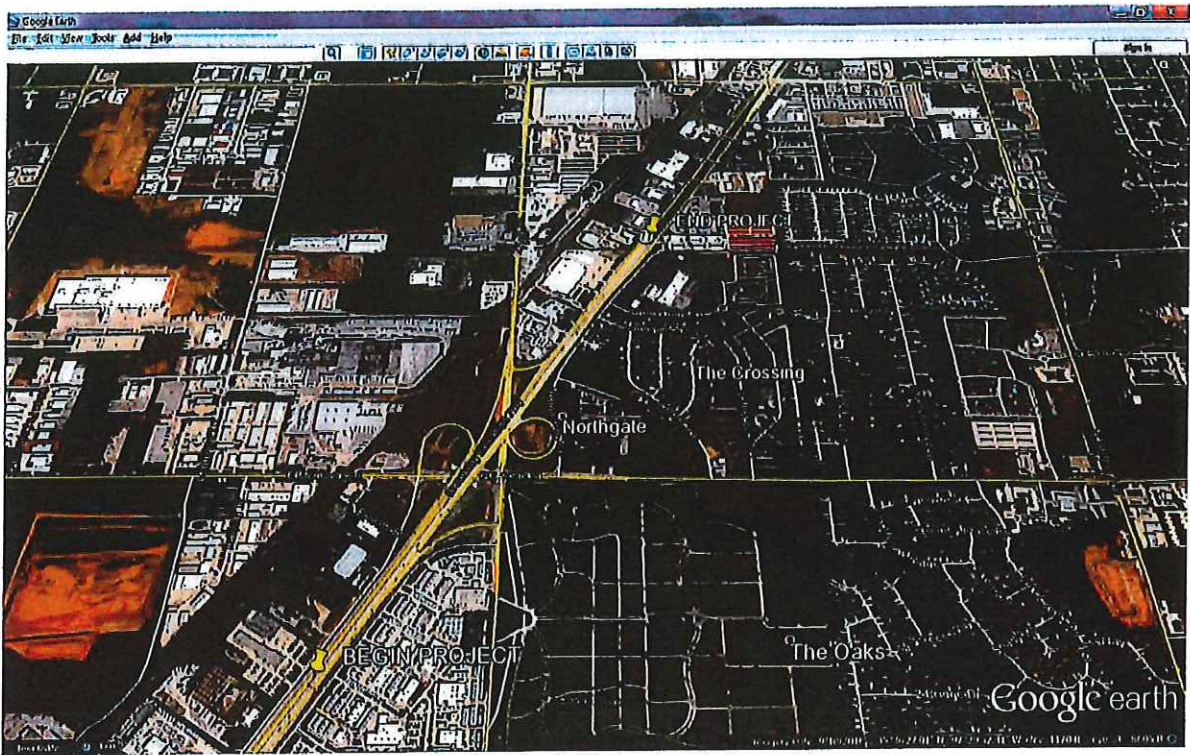 Google Earth
File Edit View Tools Add Help
Sign In
END PROJECT
The Crossing
Northgate
BEGIN PROJECT
The Oaks
Google earth